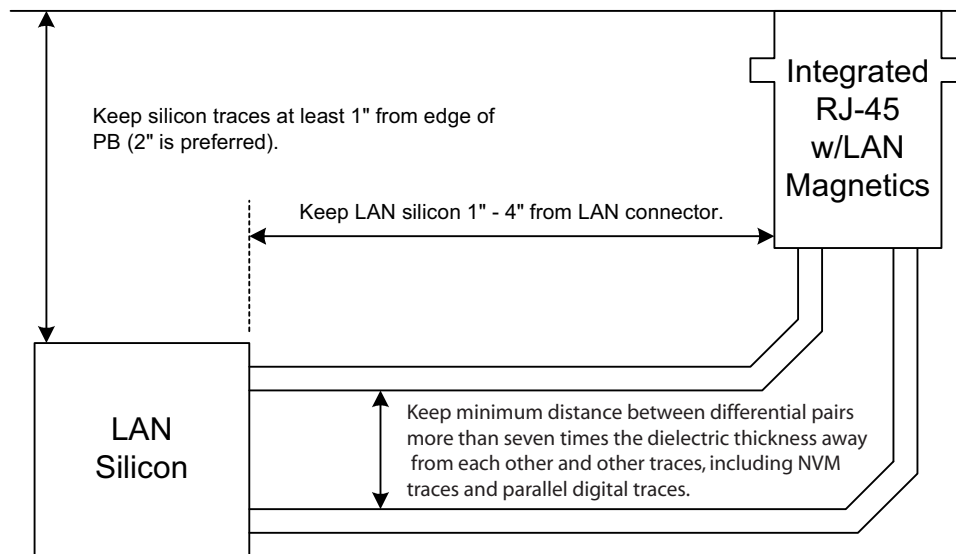 Integrated
RJ-45
w/LAN
Magnetics
Keep silicon traces at least 1" from edge of
PB (2" is preferred).
Keep LAN silicon 1" - 4" from LAN connector.
LAN
Silicon
Keep minimum distance between differential pairs
more than seven times the dielectric thickness away
from each other and other traces, including NVM
traces and parallel digital traces.